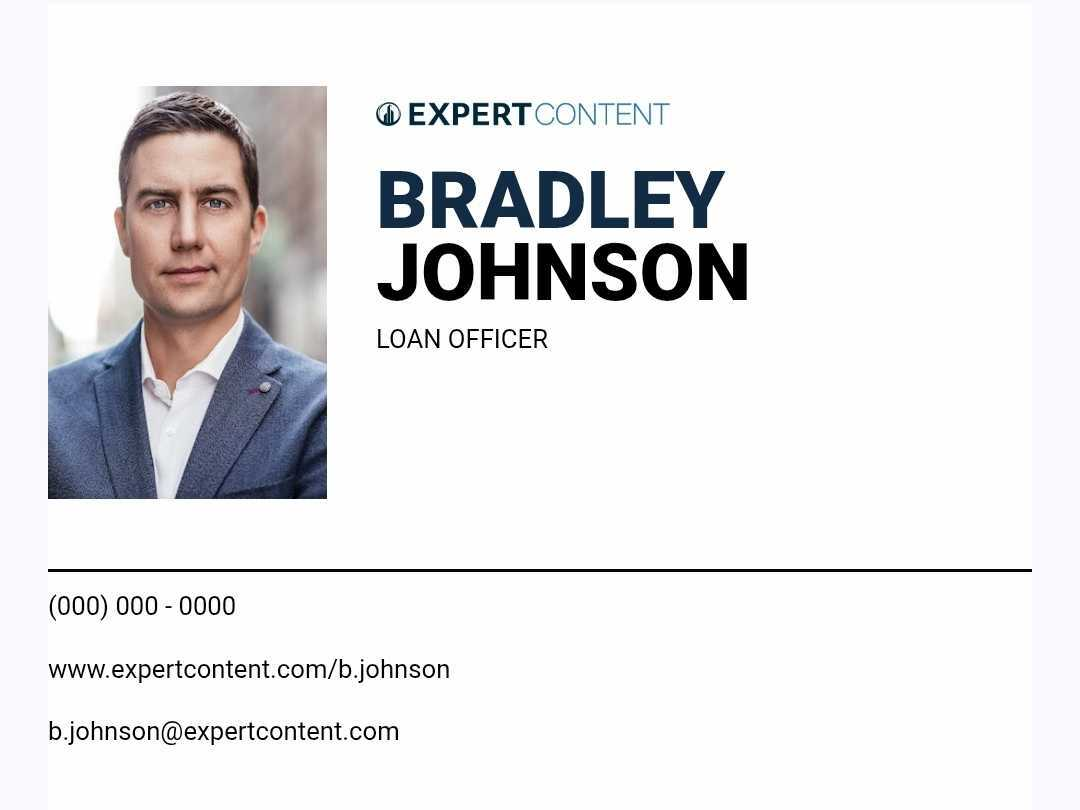 EXPERTCONTENT
BRADLEY
JOHNSON
LOAN OFFICER
(000) 000 - 0000
www.expertcontent.com/b.johnson
b.johnson@expertcontent.com